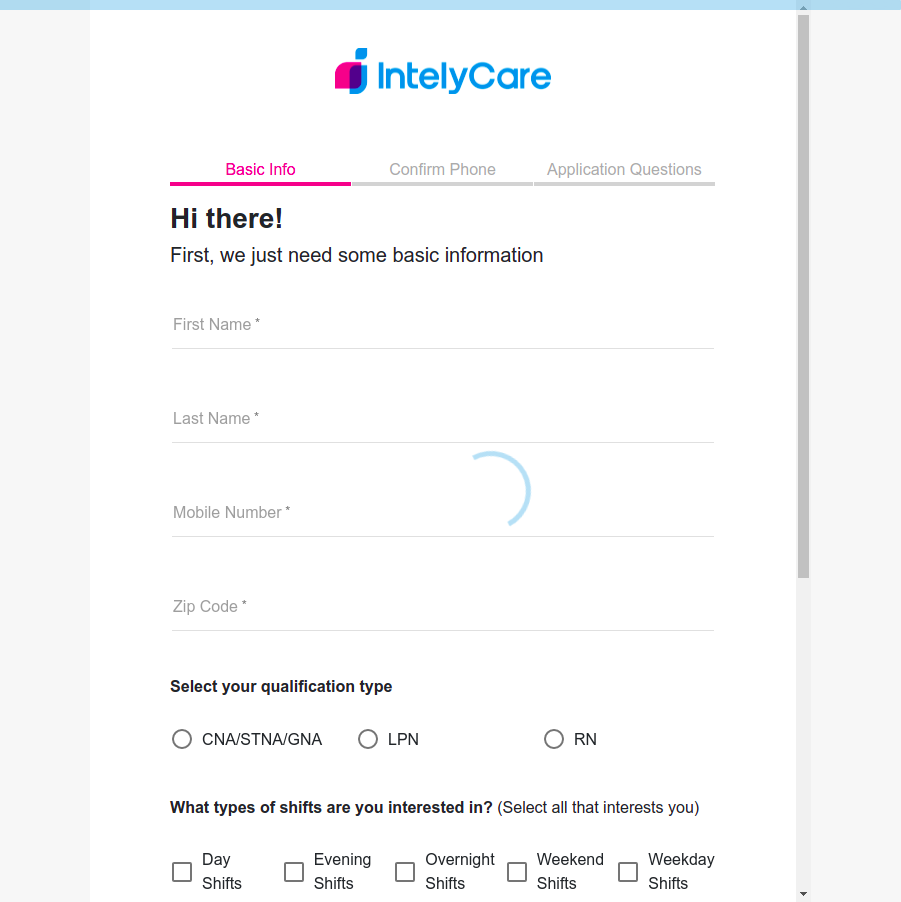 IntelyCare
Basic Info Confirm Phone Application Questions
Hi there!
First, we just need some basic information
First Name *
Last Name *
Mobile Number *
Zip Code *
Select your qualification type
CNA/STNA/GNA LPN RN
What types of shifts are you interested in? (Select all that interests you)
Day Shifts
Evening Shifts
Overnight Shifts
Weekend Shifts
Weekday Shifts